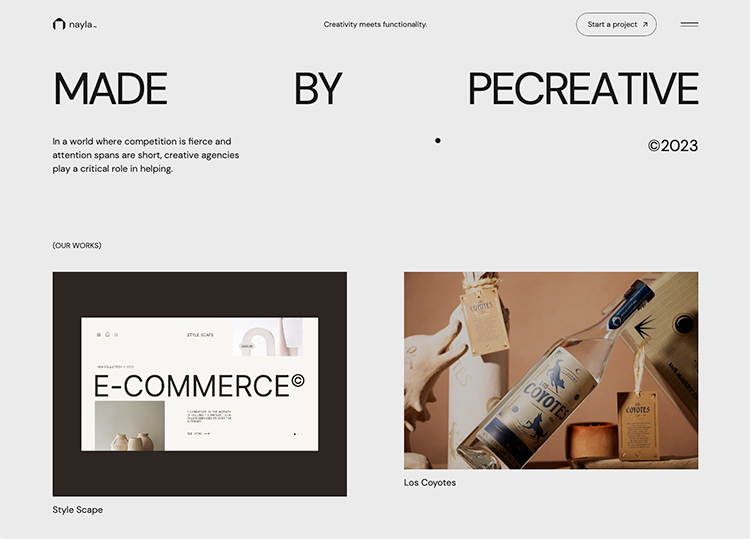 nayla
Creativity meets functionality.
Start a project
MADE BY PECREATIVE
In a world where competition is fierce and
attention spans are short, creative agencies
play a critical role in helping.
©2023
(OUR WORKS)
STYLE SCAPE
E-COMMERCE©
Style Scape
LOS
COYOTES
COYOTES
COYOTES
Los Coyotes